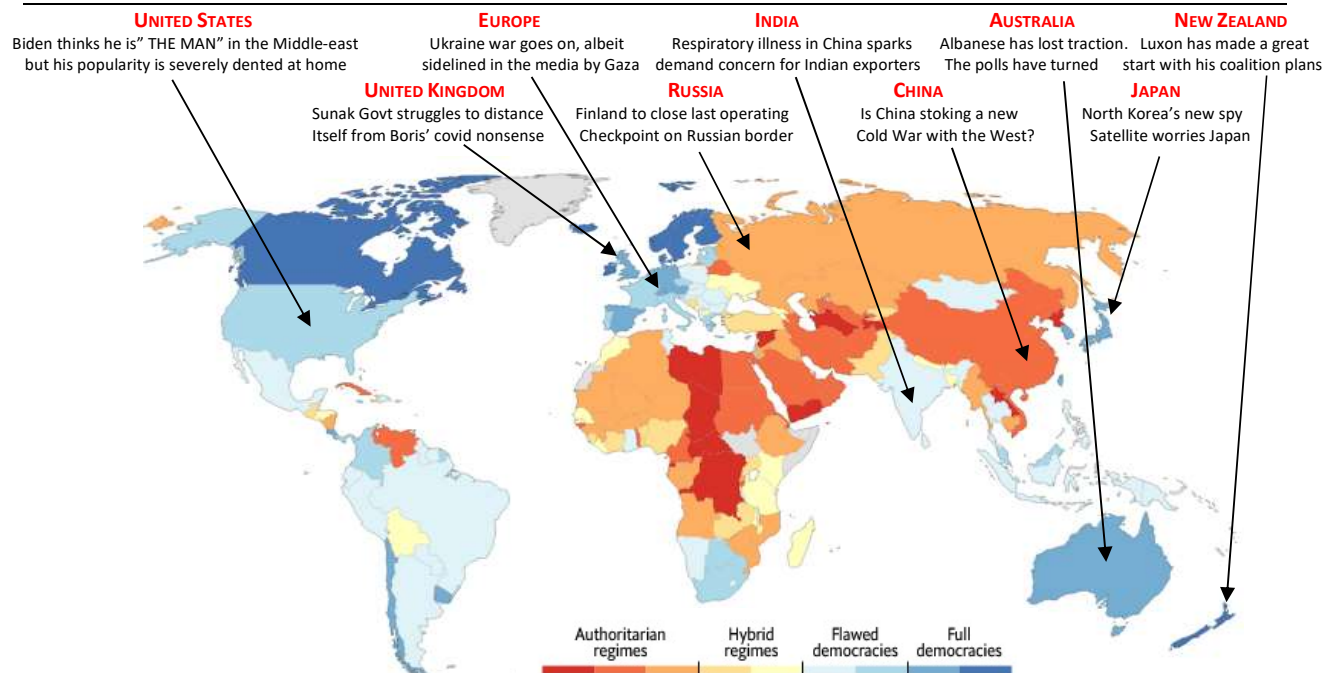 UNITED STATES
Biden thinks he is” THE MAN” in the Middle-east
but his popularity is severely dented at home
EUROPE
Ukraine war goes on, albeit
sidelined in the media by Gaza
INDIA
Respiratory illness in China sparks
demand concern for Indian exporters
AUSTRALIA
Albanese has lost traction.
The polls have turned
NEW ZEALAND
Luxon has made a great
start with his coalition plans
UNITED KINGDOM
Sunak Govt struggles to distance
Itself from Boris’ covid nonsense
RUSSIA
Finland to close last operating
Checkpoint on Russian border
CHINA
Is China stoking a new
Cold War with the West?
JAPAN
North Korea’s new spy
Satellite worries Japan
Authoritarian
regimes
Hybrid
regimes
Flawed
democracies
Full
democracies